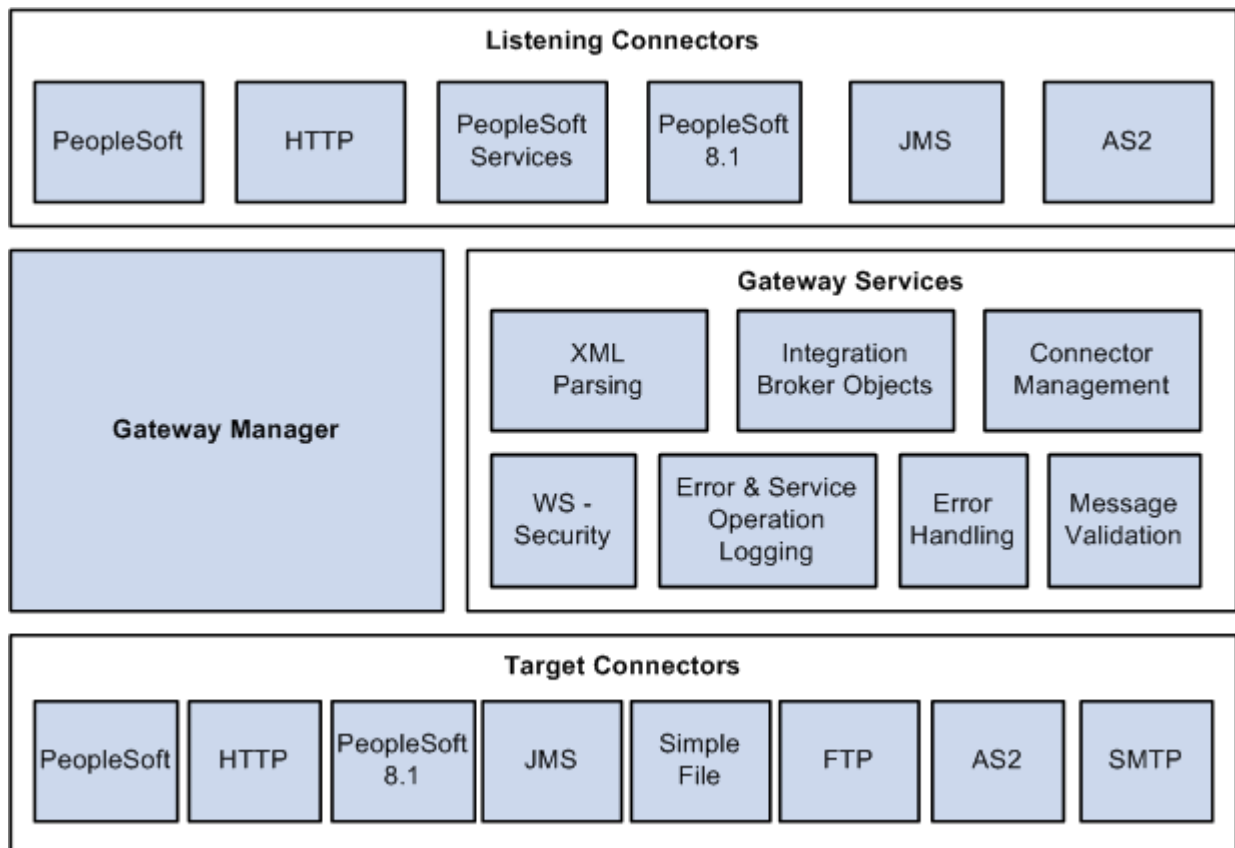 Listening Connectors
PeopleSoft
HTTP
PeopleSoft
Services
PeopleSoft
8.1
JMS
AS2
Gateway Manager
Gateway Services
XML
Parsing
Integration
Broker Objects
Connector
Management
WS -
Security
Error & Service
Operation
Logging
Error
Handling
Message
Validation
Target Connectors
PeopleSoft
HTTP
PeopleSoft
8.1
JMS
Simple
File
FTP
AS2
SMTP